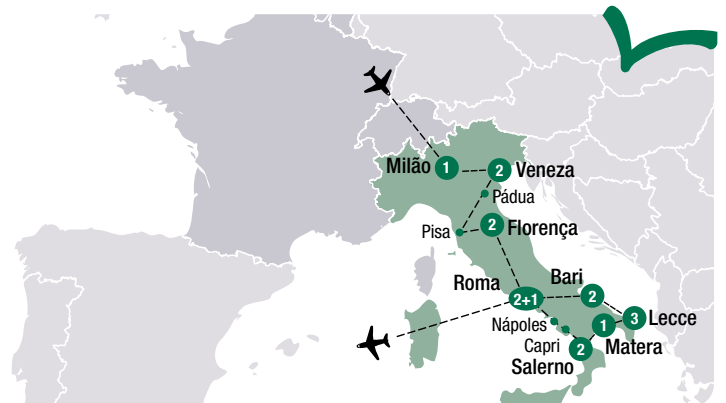 Milão
1
2
Veneza
Pádua
Pisa
2
Florença
Roma
2+1
Bari
2
Nápoles
3
Lecce
1
Capri
2
Matera
Salerno